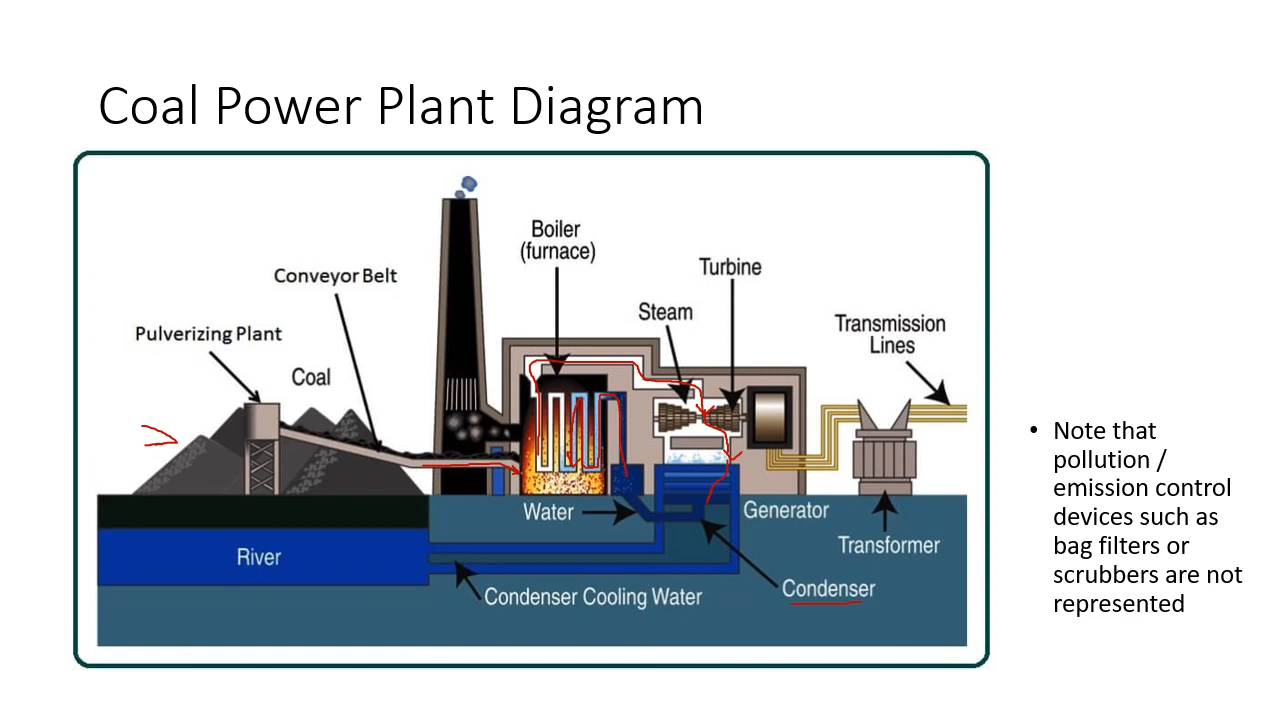 Coal Power Plant Diagram
Boiler
(furnace)
Conveyor Belt
Turbine
Steam
Pulverizing Plant
Transmission
Lines
Coal
Water
Generator
River
Transformer
Condenser
Condenser Cooling Water
• Note that
pollution /
emission control
devices such as
bag filters or
scrubbers are not
represented